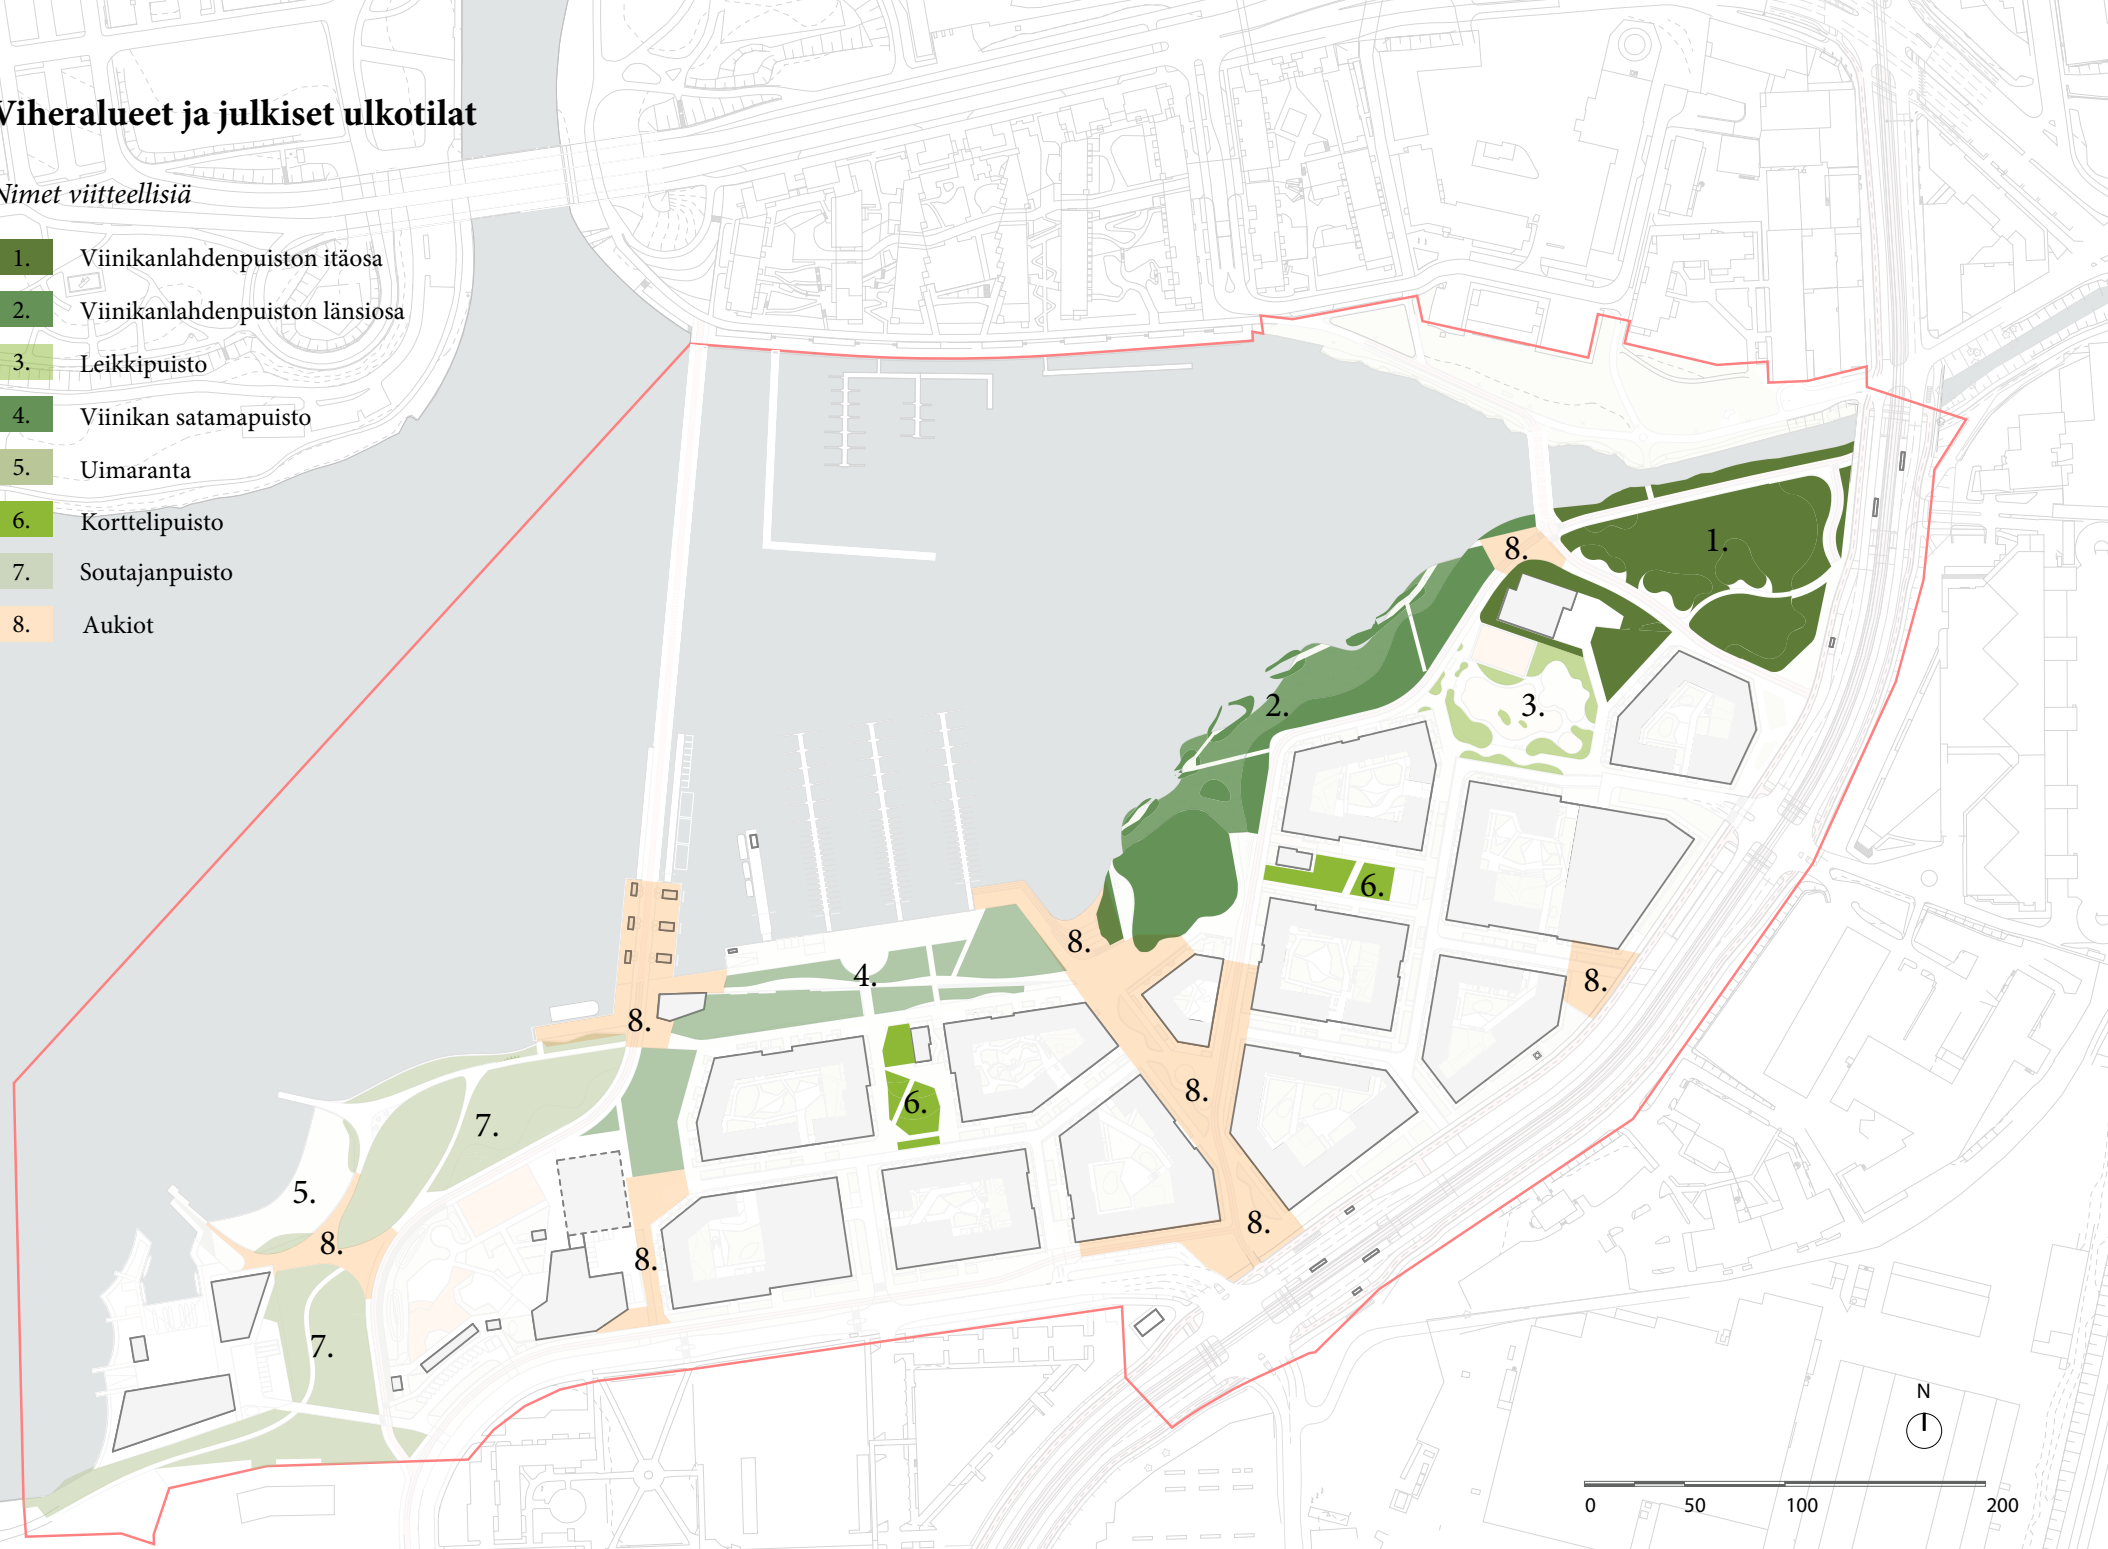 Viheralueet ja julkiset ulkotilat
Nimet viitteellisiä
1. Viinikanlahdenpuiston itäosa
2. Viinikanlahdenpuiston länsiosa
3. Leikkipuisto
4. Viinikan satamapuisto
5. Uimaranta
6. Korttelipuisto
7. Soutajanpuisto
8. Aukiot
1.
8.
2.
3.
6.
8.
4.
8.
8.
8.
6.
7.
5.
8.
8.
8.
7.
N
0 50 100 200